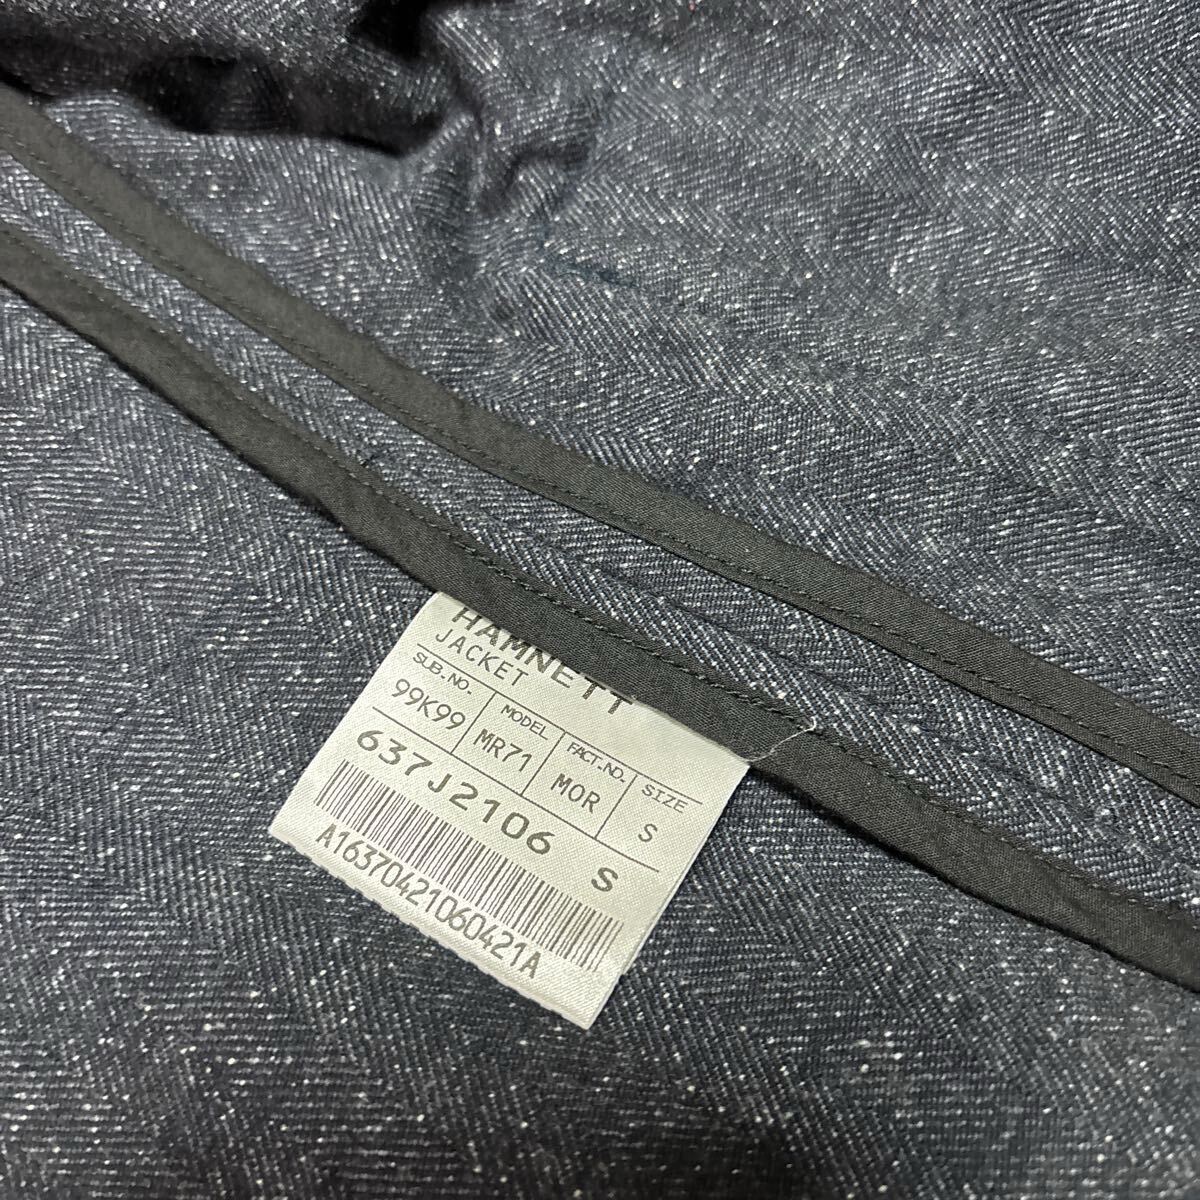 HAMNETT
JACKET
SUB.NO. MODEL FACT.NO. SIZE
99K99 MR71 MOR S
637J2106 S
A16370421060421A